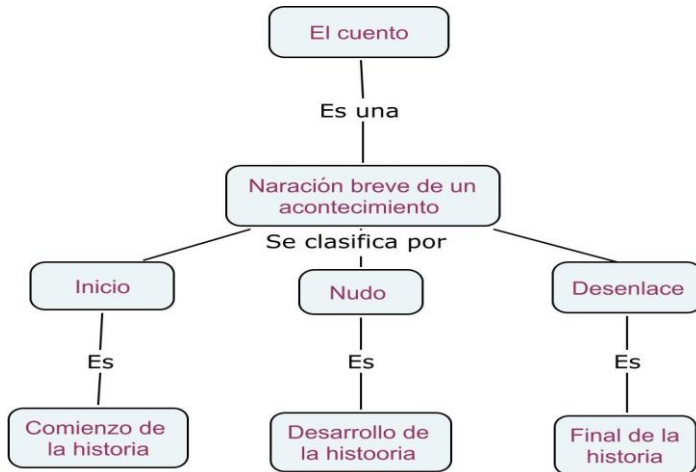 El cuento
Es una
Naración breve de un
acontecimiento
Se clasifica por
Inicio
Nudo
Desenlace
Es
Es
Es
Comienzo de
la historia
Desarrollo de
la histooria
Final de la
historia